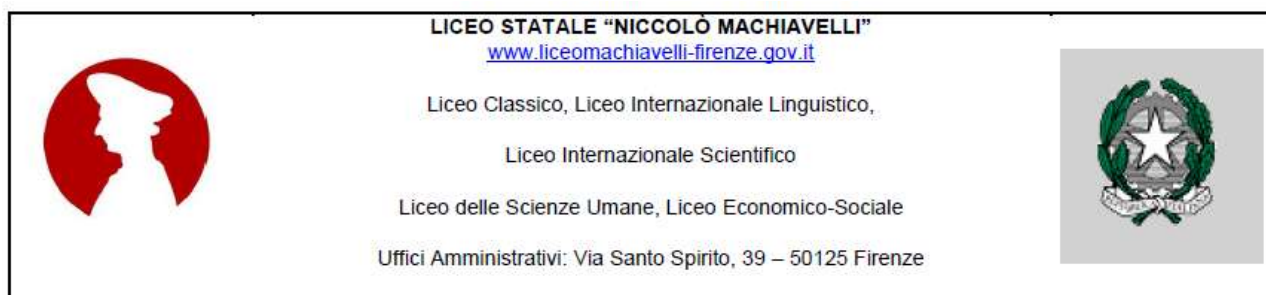 LICEO STATALE “NICCOLÒ MACHIAVELLI”
www.liceomachiavelli-firenze.gov.it
Liceo Classico, Liceo Internazionale Linguistico,
Liceo Internazionale Scientifico
Liceo delle Scienze Umane, Liceo Economico-Sociale
Uffici Amministrativi: Via Santo Spirito, 39 – 50125 Firenze